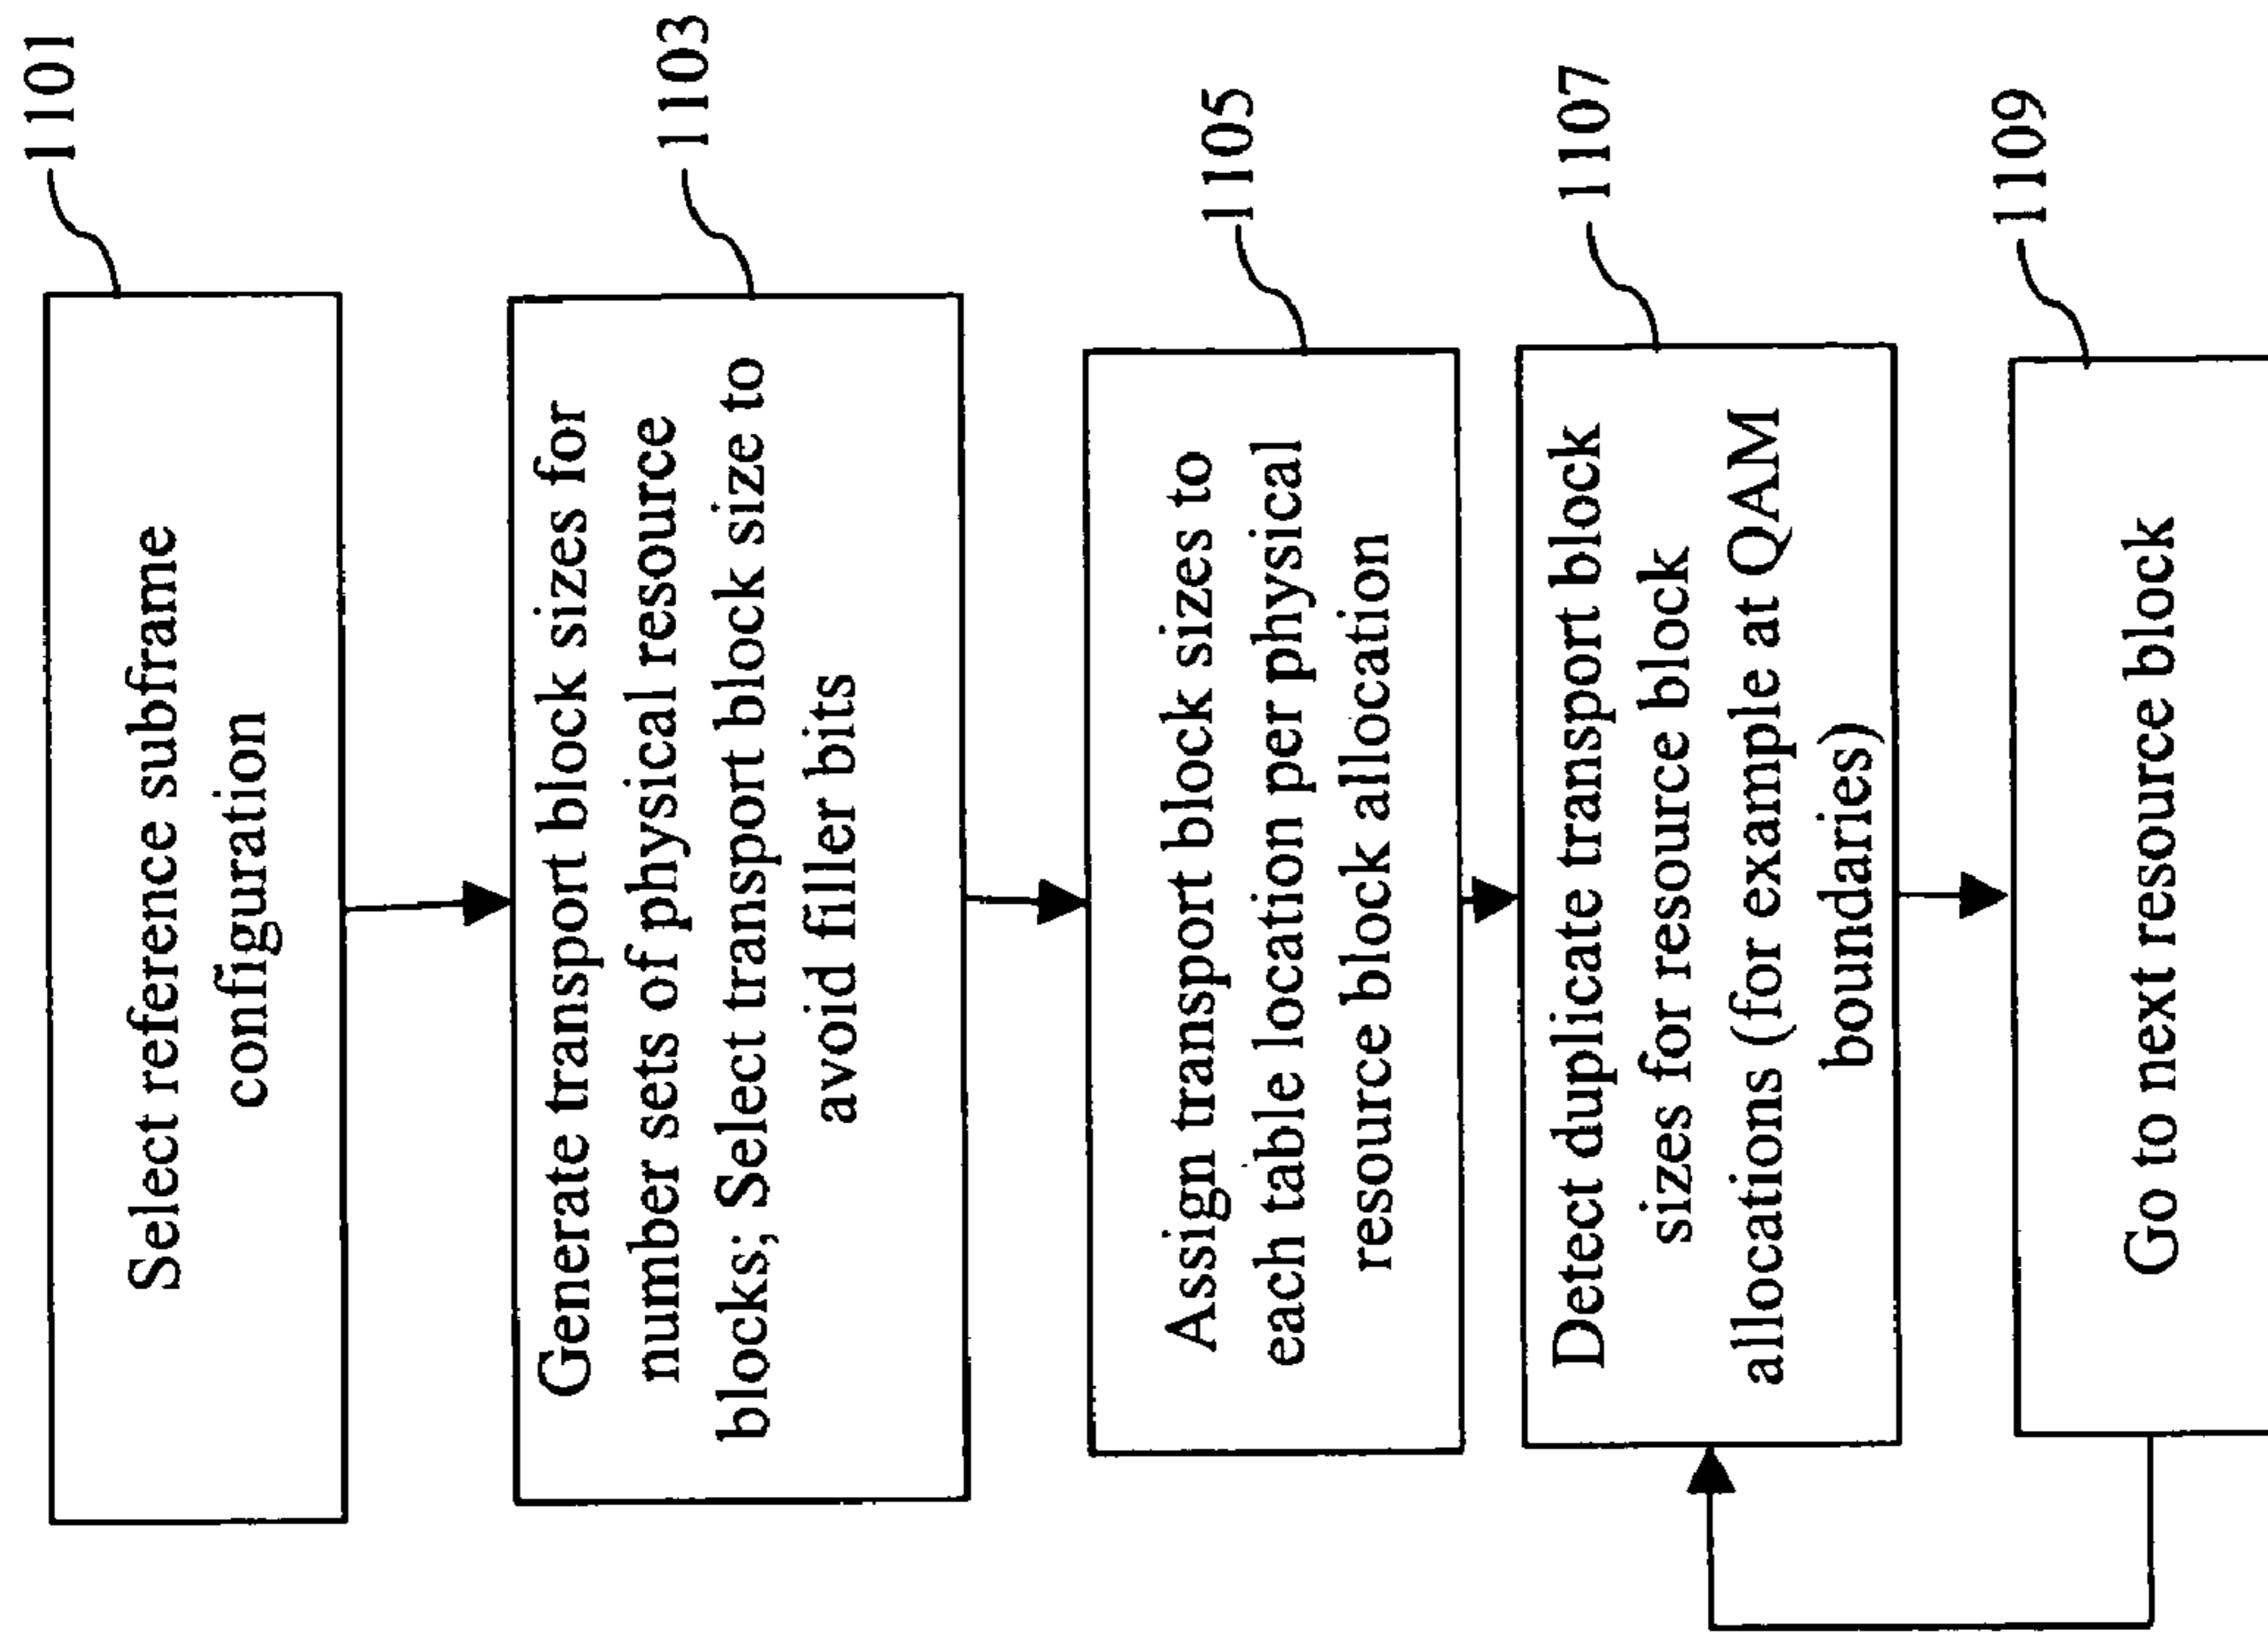 1101
Select reference subframe
configuration
1103
Generate transport block sizes for
number sets of physical resource
blocks; Select transport block size to
avoid filler bits
1105
Assign transport block sizes to
each table location per physical
resource block allocation
1107
Detect duplicate transport block
sizes for resource block
allocations (for example at QAM
boundaries)
1109
Go to next resource block